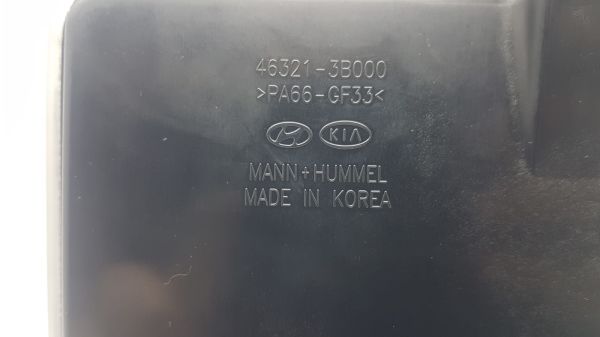 46321-3B000
>PA66-GF33<
KIA
MANN+HUMMEL
MADE IN KOREA